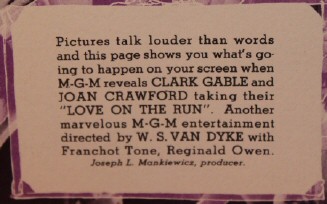 Pictures talk louder than words
and this page shows you what's go-
ing to happen on your screen when
M-G-M reveals CLARK GABLE and
JOAN CRAWFORD taking their
"LOVE ON THE RUN". Another
marvelous M-G-M entertainment
directed by W. S. VAN DYKE with
Franchot Tone, Reginald Owen.
Joseph L. Mankiewicz, producer.